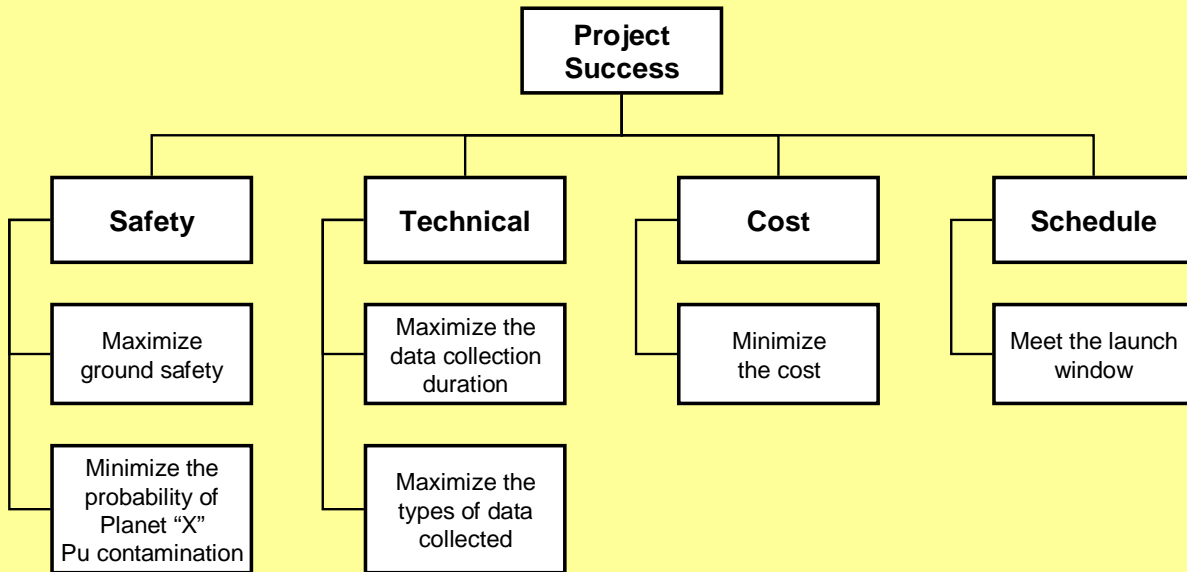 Project
Success
Safety
Technical
Cost
Schedule
Maximize
ground safety
Maximize the
data collection
duration
Minimize
the cost
Meet the launch
window
Minimize the
probability of
Planet “X”
Pu contamination
Maximize the
types of data
collected